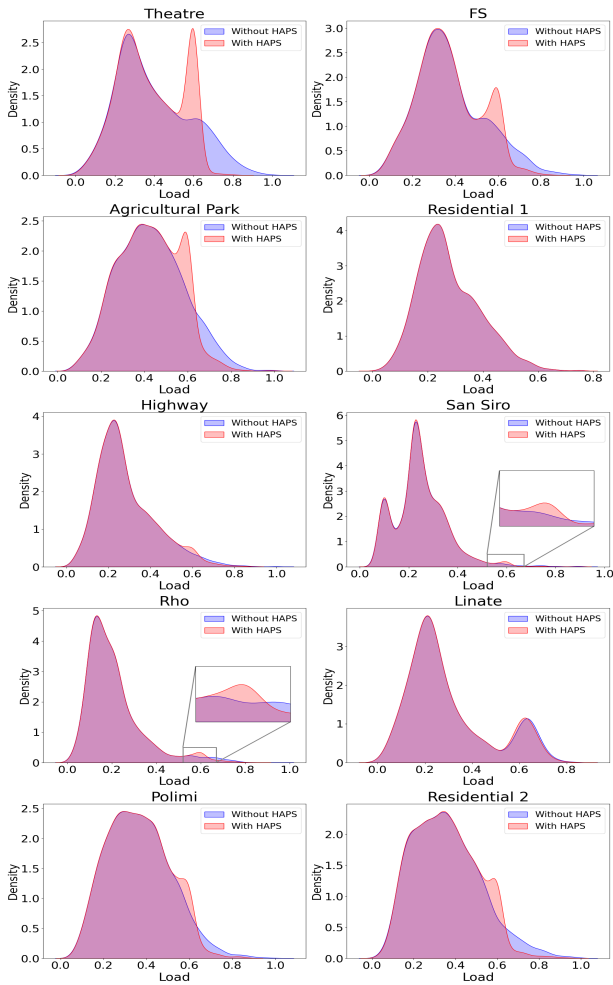 Theatre
Without HAPS
With HAPS
Density
2.5
2.0
1.5
1.0
0.5
0.0
0.0 0.2 0.4 0.6 0.8 1.0
Load
FS
Without HAPS
With HAPS
Density
3.0
2.5
2.0
1.5
1.0
0.5
0.0
0.0 0.2 0.4 0.6 0.8 1.0
Load
Agricultural Park
Without HAPS
With HAPS
Density
2.5
2.0
1.5
1.0
0.5
0.0
0.0 0.2 0.4 0.6 0.8 1.0
Load
Residential 1
Without HAPS
With HAPS
Density
4
3
2
1
0
0.0 0.2 0.4 0.6 0.8
Load
Highway
Without HAPS
With HAPS
Density
4
3
2
1
0
0.0 0.2 0.4 0.6 0.8 1.0
Load
San Siro
Without HAPS
With HAPS
Density
6
5
4
3
2
1
0
0.0 0.2 0.4 0.6 0.8 1.0
Load
Rho
Without HAPS
With HAPS
Density
5
4
3
2
1
0
0.0 0.2 0.4 0.6 0.8 1.0
Load
Linate
Without HAPS
With HAPS
Density
3
2
1
0
0.0 0.2 0.4 0.6 0.8
Load
Polimi
Without HAPS
With HAPS
Density
2.5
2.0
1.5
1.0
0.5
0.0
0.0 0.2 0.4 0.6 0.8 1.0
Load
Residential 2
Without HAPS
With HAPS
Density
2.0
1.5
1.0
0.5
0.0
0.0 0.2 0.4 0.6 0.8 1.0
Load